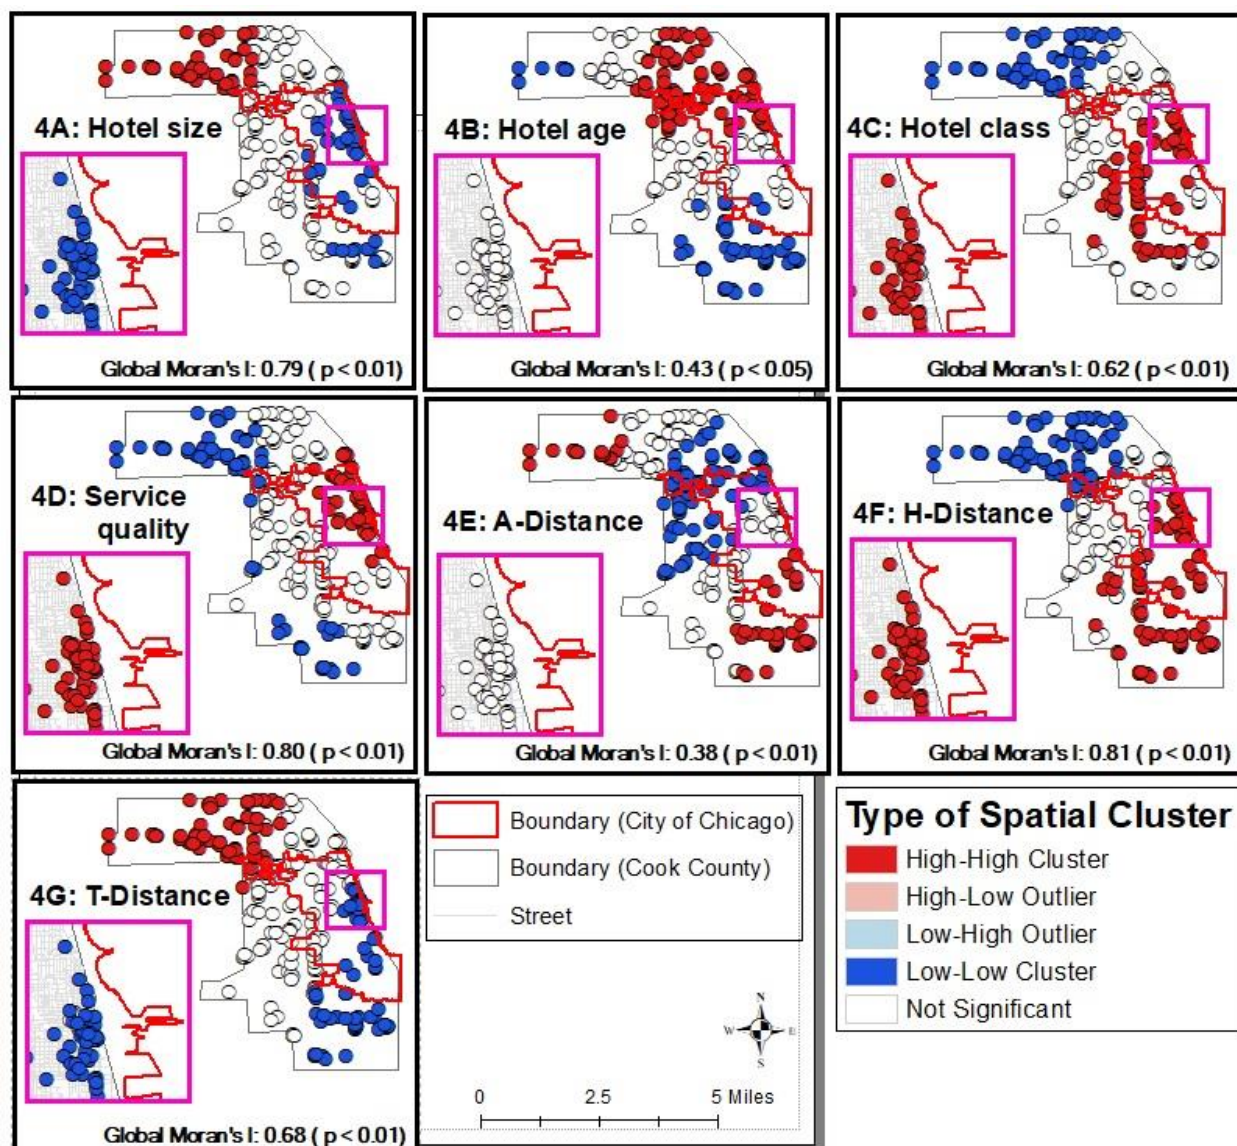 4A: Hotel size
Global Moran's I: 0.79 ( p < 0.01)
4B: Hotel age
Global Moran's I: 0.43 ( p < 0.05)
4C: Hotel class
Global Moran's I: 0.62 ( p < 0.01)
4D: Service
quality
Global Moran's I: 0.80 ( p < 0.01)
4E: A-Distance
Global Moran's I: 0.38 ( p < 0.01)
4F: H-Distance
Global Moran's I: 0.81 ( p < 0.01)
4G: T-Distance
Global Moran's I: 0.68 ( p < 0.01)
Boundary (City of Chicago)
Boundary (Cook County)
Street
N
W E
S
0 2.5 5 Miles
Type of Spatial Cluster
High-High Cluster
High-Low Outlier
Low-High Outlier
Low-Low Cluster
Not Significant